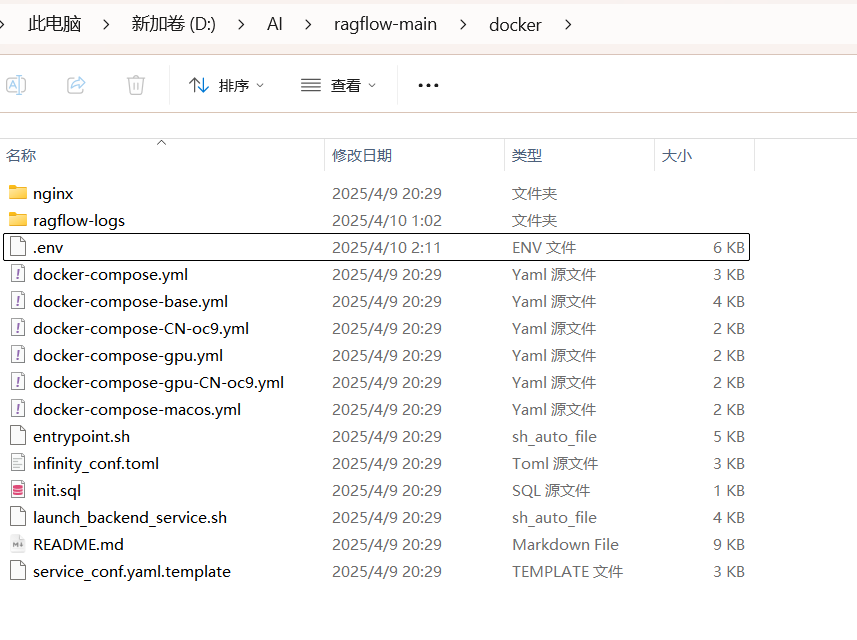 此电脑 > 新加卷 (D:) > AI > ragflow-main > docker >
排序 查看
名称 修改日期 类型 大小
nginx 2025/4/9 20:29 文件夹
ragflow-logs 2025/4/10 1:02 文件夹
.env 2025/4/10 2:11 ENV 文件 6 KB
docker-compose.yml 2025/4/9 20:29 Yaml 源文件 3 KB
docker-compose-base.yml 2025/4/9 20:29 Yaml 源文件 4 KB
docker-compose-CN-oc9.yml 2025/4/9 20:29 Yaml 源文件 2 KB
docker-compose-gpu.yml 2025/4/9 20:29 Yaml 源文件 2 KB
docker-compose-gpu-CN-oc9.yml 2025/4/9 20:29 Yaml 源文件 2 KB
docker-compose-macos.yml 2025/4/9 20:29 Yaml 源文件 2 KB
entrypoint.sh 2025/4/9 20:29 sh_auto_file 5 KB
infinity_conf.toml 2025/4/9 20:29 Toml 源文件 3 KB
init.sql 2025/4/9 20:29 SQL 源文件 1 KB
launch_backend_service.sh 2025/4/9 20:29 sh_auto_file 4 KB
README.md 2025/4/9 20:29 Markdown File 9 KB
service_conf.yaml.template 2025/4/9 20:29 TEMPLATE 文件 3 KB